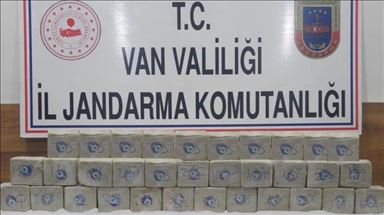 T.C.
VAN VALİLİĞİ
İL JANDARMA KOMUTANLIĞI